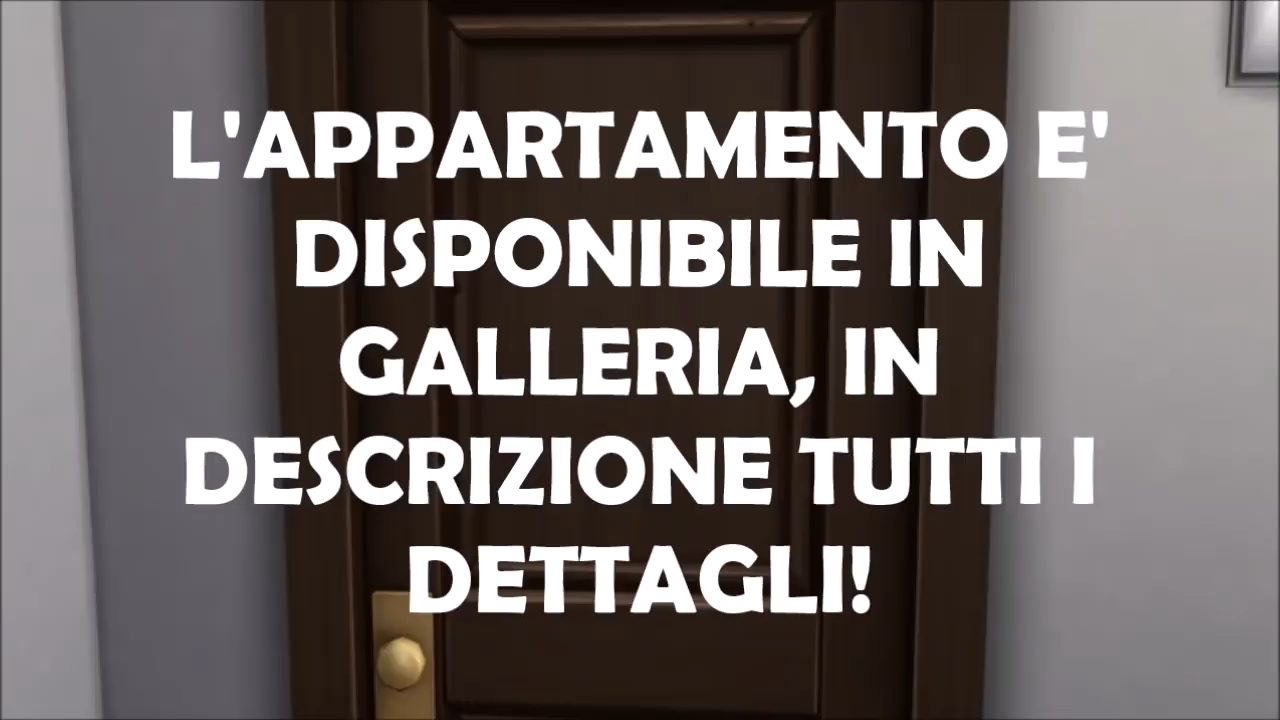 L'APPARTAMENTO E'
DISPONIBILE IN
GALLERIA, IN
DESCRIZIONE TUTTI I
DETTAGLI!